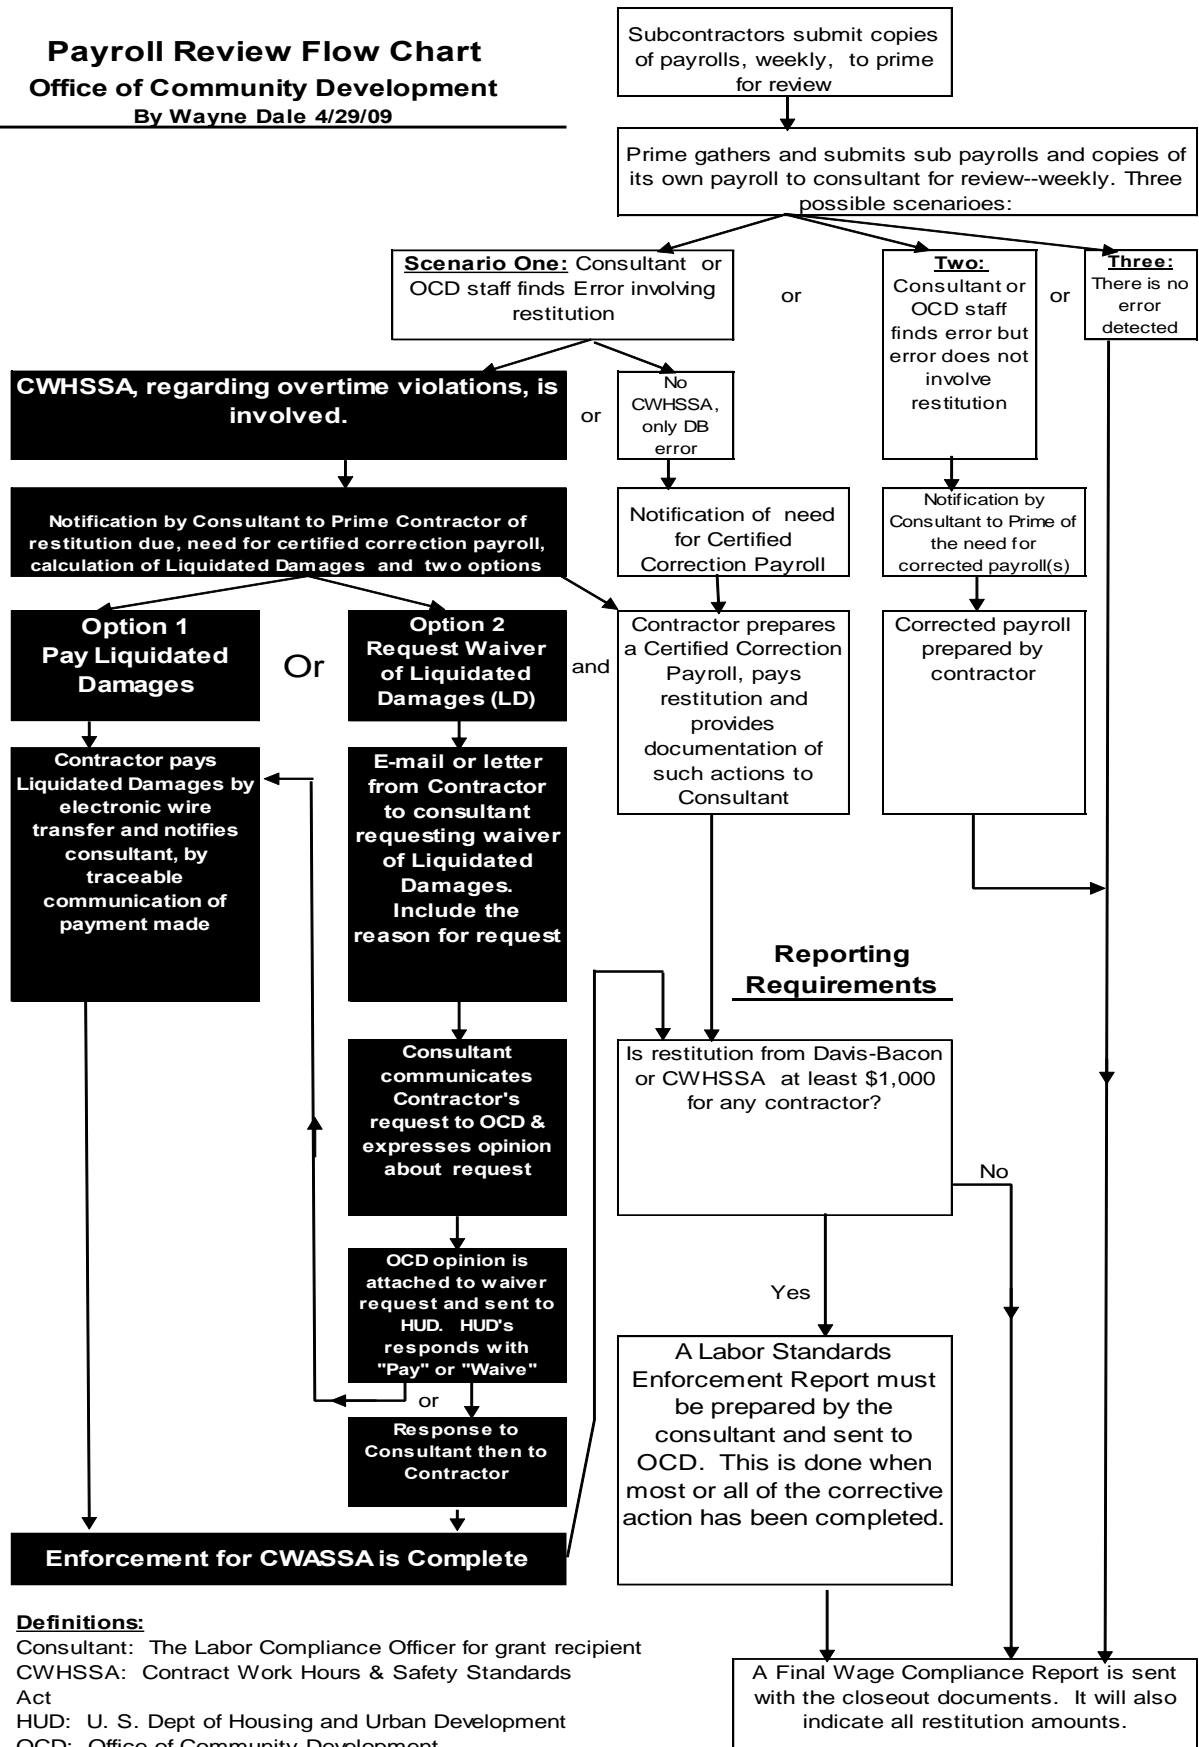 Payroll Review Flow Chart
Office of Community Development
By Wayne Dale 4/29/09
Subcontractors submit copies
of payrolls, weekly, to prime
for review
Prime gathers and submits sub payrolls and copies of
its own payroll to consultant for review--weekly. Three
possible scenarioes:
Scenario One: Consultant or
OCD staff finds Error involving
restitution
or
Two:
Consultant or
OCD staff
finds error but
error does not
involve
restitution
or
Three:
There is no
error
detected
CWHSSA, regarding overtime violations, is
involved.
or
No
CWHSSA,
only DB
error
Notification by Consultant to Prime Contractor of
restitution due, need for certified correction payroll,
calculation of Liquidated Damages and two options
Notification of need
for Certified
Correction Payroll
Notification by
Consultant to Prime of
the need for
corrected payroll(s)
Option 1
Pay Liquidated
Damages
Or
Option 2
Request Waiver
of Liquidated
Damages (LD)
and
Contractor prepares
a Certified Correction
Payroll, pays
restitution and
provides
documentation of
such actions to
Consultant
Corrected payroll
prepared by
contractor
Contractor pays
Liquidated Damages by
electronic wire
transfer and notifies
consultant, by
traceable
communication of
payment made
E-mail or letter
from Contractor
to consultant
requesting waiver
of Liquidated
Damages.
Include the
reason for request
Reporting
Requirements
Consultant
communicates
Contractor's
request to OCD &
expresses opinion
about request
Is restitution from Davis-Bacon
or CWHSSA at least $1,000
for any contractor?
No
Yes
OCD opinion is
attached to waiver
request and sent to
HUD. HUD's
responds with
"Pay" or "Waive"
or
Response to
Consultant then to
Contractor
A Labor Standards
Enforcement Report must
be prepared by the
consultant and sent to
OCD. This is done when
most or all of the corrective
action has been completed.
Enforcement for CWASSA is Complete
Definitions:
Consultant: The Labor Compliance Officer for grant recipient
CWHSSA: Contract Work Hours & Safety Standards
Act
HUD: U. S. Dept of Housing and Urban Development
OCD: Office of Community Development
A Final Wage Compliance Report is sent
with the closeout documents. It will also
indicate all restitution amounts.